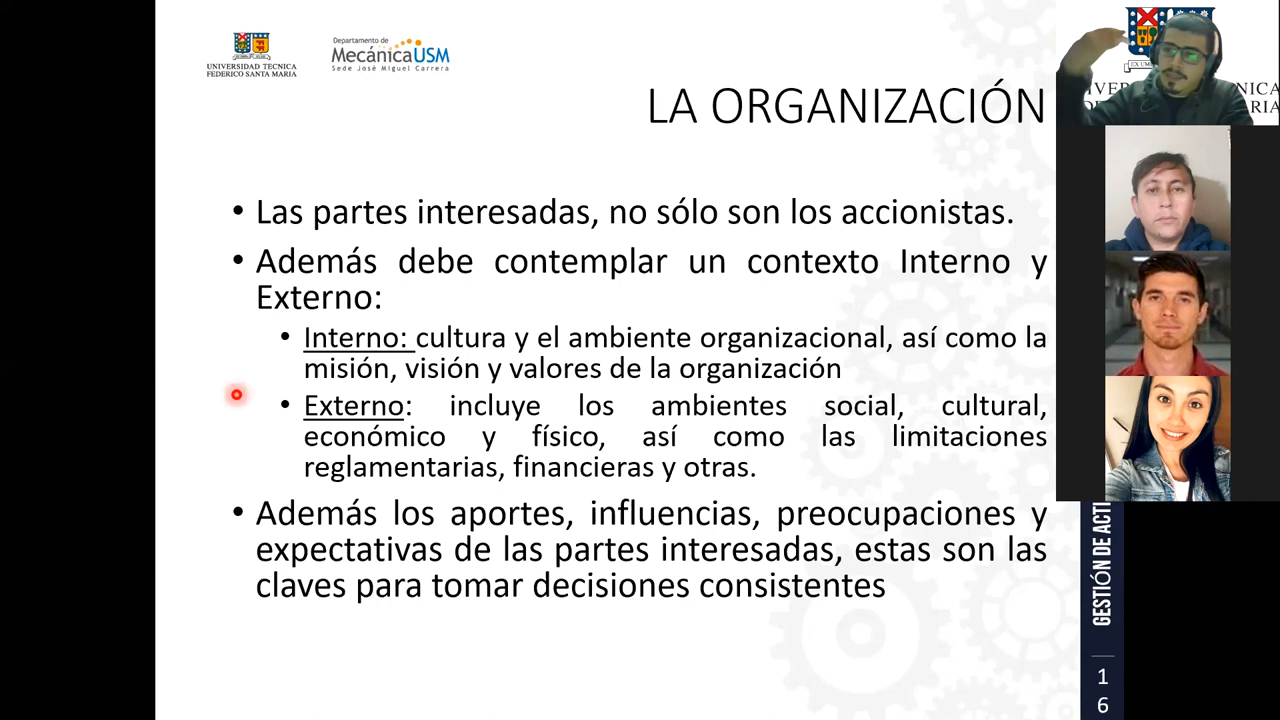 UNIVERSIDAD TECNICA
FEDERICO SANTA MARIA
Departamento de
MecánicaUSM
Sede José Miguel Carrera
LA ORGANIZACIÓN
• Las partes interesadas, no sólo son los accionistas.
• Además debe contemplar un contexto Interno y
Externo:
• Interno: cultura y el ambiente organizacional, así como la
misión, visión y valores de la organización
• Externo: incluye los ambientes social, cultural,
económico y físico, así como las limitaciones
reglamentarias, financieras y otras.
• Además los aportes, influencias, preocupaciones y
expectativas de las partes interesadas, estas son las
claves para tomar decisiones consistentes
GESTIÓN DE ACTI
1
6